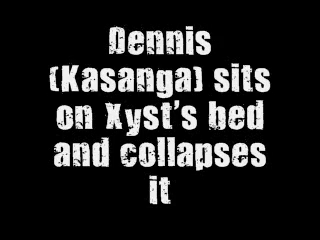 Dennis
(Kasanga) sits
on Xyst's bed
and collapses
it